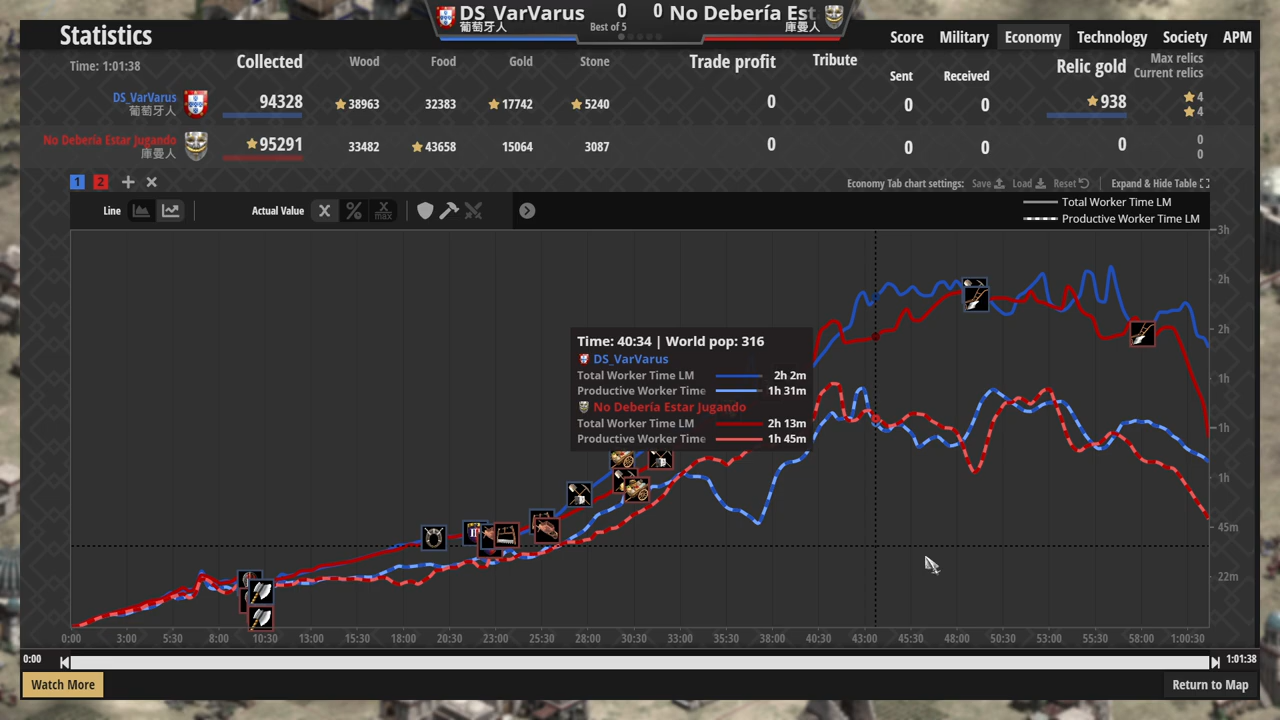 DS_VarVarus
葡萄牙人
0
0
Best of 5
No Debería Est
庫曼人
Statistics
Score Military Economy Technology Society APM
Time: 1:01:38
Collected Wood Food Gold Stone Trade profit Tribute Sent Received Relic gold Max relics
Current relics
DS_VarVarus
葡萄牙人
94328 38963 32383 17742 5240 0 0 0 938 4
4
No Debería Estar Jugando
庫曼人
95291 33482 43658 15064 3087 0 0 0 0 0
0
1 2 + ×
Economy Tab chart settings: Save Load Reset Expand & Hide Table
Line Actual Value X % X max
Total Worker Time LM
Productive Worker Time LM
3h
2h
2h
1h
1h
1h
45m
22m
Time: 40:34 | World pop: 316
DS_VarVarus
Total Worker Time LM 2h 2m
Productive Worker Time 1h 31m
No Debería Estar Jugando
Total Worker Time LM 2h 13m
Productive Worker Time 1h 45m
0:00 3:00 5:30 8:00 10:30 13:00 15:30 18:00 20:30 23:00 25:30 28:00 30:30 33:00 35:30 38:00 40:30 43:00 45:30 48:00 50:30 53:00 55:30 58:00 1:00:30
0:00 1:01:38
Watch More Return to Map